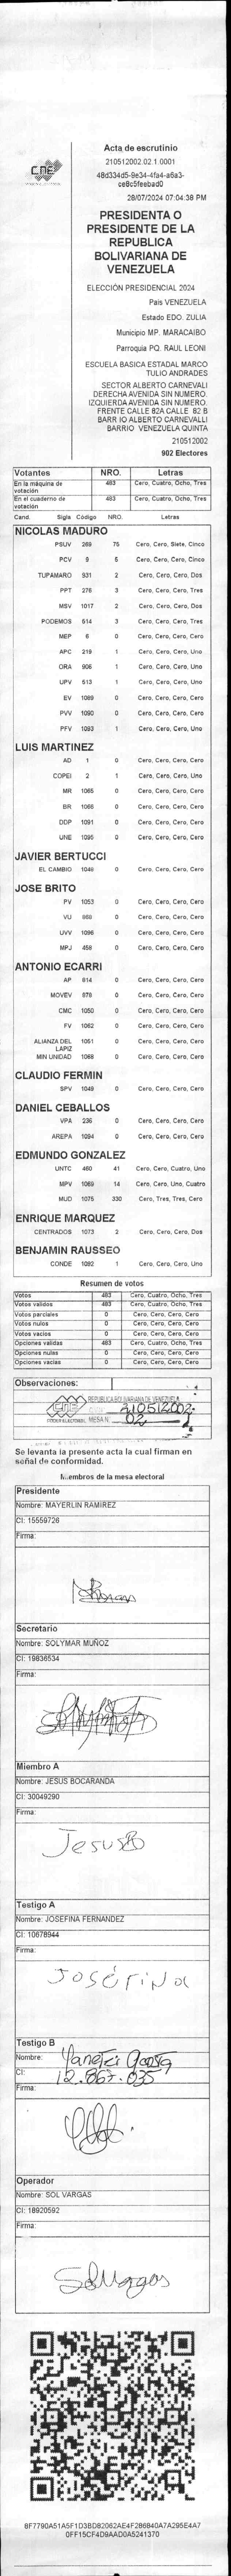 Acta de escrutinio
210512002.02.1.0001
48d334d5-9e34-4fa4-a6a3-
ce8c5feebad0
28/07/2024 07:04:38 PM
CNE
PRESIDENTA O
PRESIDENTE DE LA
REPUBLICA
BOLIVARIANA DE
VENEZUELA
ELECCIÓN PRESIDENCIAL 2024
País VENEZUELA
Estado EDO. ZULIA
Municipio MP. MARACAIBO
Parroquia PQ. RAUL LEONI
ESCUELA BASICA ESTADAL MARCO
TULIO ANDRADES
SECTOR ALBERTO CARNEVALI
DERECHA AVENIDA SIN NUMERO.
IZQUIERDA AVENIDA SIN NUMERO.
FRENTE CALLE 82A CALLE 82 B
BARRIO ALBERTO CARNEVALLI
BARRIO VENEZUELA QUINTA
210512002
902 Electores
Votantes NRO. Letras
En la máquina de votación 483 Cero, Cuatro, Ocho, Tres
En el cuaderno de votación 483 Cero, Cuatro, Ocho, Tres
Cand. Sigla Código NRO. Letras
NICOLAS MADURO
PSUV 269 75 Cero, Cero, Siete, Cinco
PCV 9 5 Cero, Cero, Cero, Cinco
TUPAMARO 931 2 Cero, Cero, Cero, Dos
PPT 276 3 Cero, Cero, Cero, Tres
MSV 1017 2 Cero, Cero, Cero, Dos
PODEMOS 514 3 Cero, Cero, Cero, Tres
MEP 6 0 Cero, Cero, Cero, Cero
APC 219 1 Cero, Cero, Cero, Uno
ORA 906 1 Cero, Cero, Cero, Uno
UPV 513 1 Cero, Cero, Cero, Uno
EV 1089 0 Cero, Cero, Cero, Cero
PVV 1090 0 Cero, Cero, Cero, Cero
PFV 1093 1 Cero, Cero, Cero, Uno
LUIS MARTINEZ
AD 1 0 Cero, Cero, Cero, Cero
COPEI 2 1 Cero, Cero, Cero, Uno
MR 1065 0 Cero, Cero, Cero, Cero
BR 1066 0 Cero, Cero, Cero, Cero
DDP 1091 0 Cero, Cero, Cero, Cero
UNE 1095 0 Cero, Cero, Cero, Cero
JAVIER BERTUCCI
EL CAMBIO 1048 0 Cero, Cero, Cero, Cero
JOSE BRITO
PV 1053 0 Cero, Cero, Cero, Cero
VU 868 0 Cero, Cero, Cero, Cero
UVV 1096 0 Cero, Cero, Cero, Cero
MPJ 458 0 Cero, Cero, Cero, Cero
ANTONIO ECARRI
AP 814 0 Cero, Cero, Cero, Cero
MOVEV 878 0 Cero, Cero, Cero, Cero
CMC 1050 0 Cero, Cero, Cero, Cero
FV 1062 0 Cero, Cero, Cero, Cero
ALIANZA DEL LAPIZ 1051 0 Cero, Cero, Cero, Cero
MIN UNIDAD 1068 0 Cero, Cero, Cero, Cero
CLAUDIO FERMIN
SPV 1049 0 Cero, Cero, Cero, Cero
DANIEL CEBALLOS
VPA 236 0 Cero, Cero, Cero, Cero
AREPA 1094 0 Cero, Cero, Cero, Cero
EDMUNDO GONZALEZ
UNTC 460 41 Cero, Cero, Cuatro, Uno
MPV 1069 14 Cero, Cero, Uno, Cuatro
MUD 1075 330 Cero, Tres, Tres, Cero
ENRIQUE MARQUEZ
CENTRADOS 1073 2 Cero, Cero, Cero, Dos
BENJAMIN RAUSSEO
CONDE 1082 1 Cero, Cero, Cero, Uno
Resumen de votos
Votos 483 Cero, Cuatro, Ocho, Tres
Votos validos 483 Cero, Cuatro, Ocho, Tres
Votos parciales 0 Cero, Cero, Cero, Cero
Votos nulos 0 Cero, Cero, Cero, Cero
Votos vacios 0 Cero, Cero, Cero, Cero
Opciones validas 483 Cero, Cuatro, Ocho, Tres
Opciones nulas 0 Cero, Cero, Cero, Cero
Opciones vacias 0 Cero, Cero, Cero, Cero
Observaciones:
REPUBLICA BOLIVARIANA DE VENEZUELA
CNE 210512002
PODER ELECTORAL MESA N° 02
Se levanta la presente acta la cual firman en
señal de conformidad.
Miembros de la mesa electoral
Presidente
Nombre: MAYERLIN RAMIREZ
CI: 15559726
Firma:
Secretario
Nombre: SOLYMAR MUÑOZ
CI: 19836534
Firma:
Miembro A
Nombre: JESUS BOCARANDA
CI: 30049290
Firma:
JesusB
Testigo A
Nombre: JOSEFINA FERNANDEZ
CI: 10678944
Firma:
Joséfina
Testigo B
Nombre:
CI: 12.867.035
Firma:
Operador
Nombre: SOL VARGAS
CI: 18920592
Firma:
SolVargas
8F7790A51A5F1D3BD82062AE4F286840A7A295E4A7
0FF15CF4D9AAD0A5241370